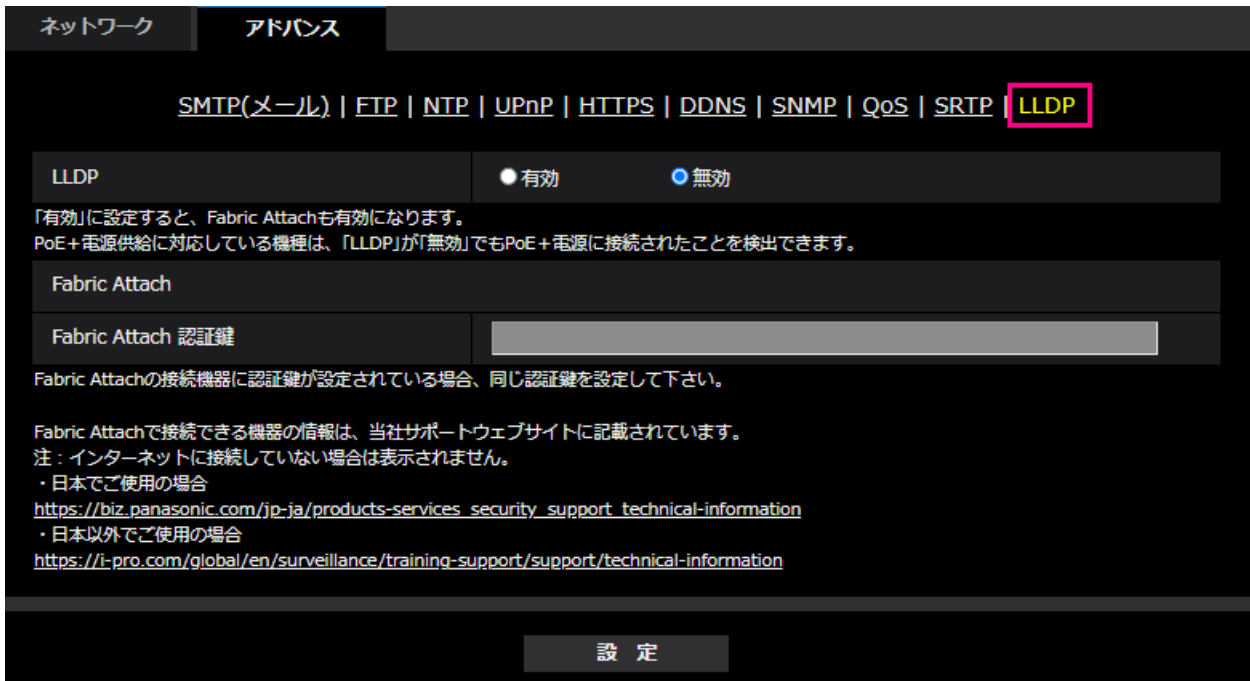 ネットワーク アドバンス
SMTP(メール) | FTP | NTP | UPnP | HTTPS | DDNS | SNMP | QoS | SRTP | LLDP
LLDP 有効 無効
「有効」に設定すると、Fabric Attachも有効になります。
PoE+電源供給に対応している機種は、「LLDP」が「無効」でもPoE+電源に接続されたことを検出できます。
Fabric Attach
Fabric Attach 認証鍵
Fabric Attachの接続機器に認証鍵が設定されている場合、同じ認証鍵を設定して下さい。
Fabric Attachで接続できる機器の情報は、当社サポートウェブサイトに記載されています。
注：インターネットに接続していない場合は表示されません。
・日本でご使用の場合
https://biz.panasonic.com/jp-ja/products-services_security_support_technical-information
・日本以外でご使用の場合
https://i-pro.com/global/en/surveillance/training-support/support/technical-information
設 定